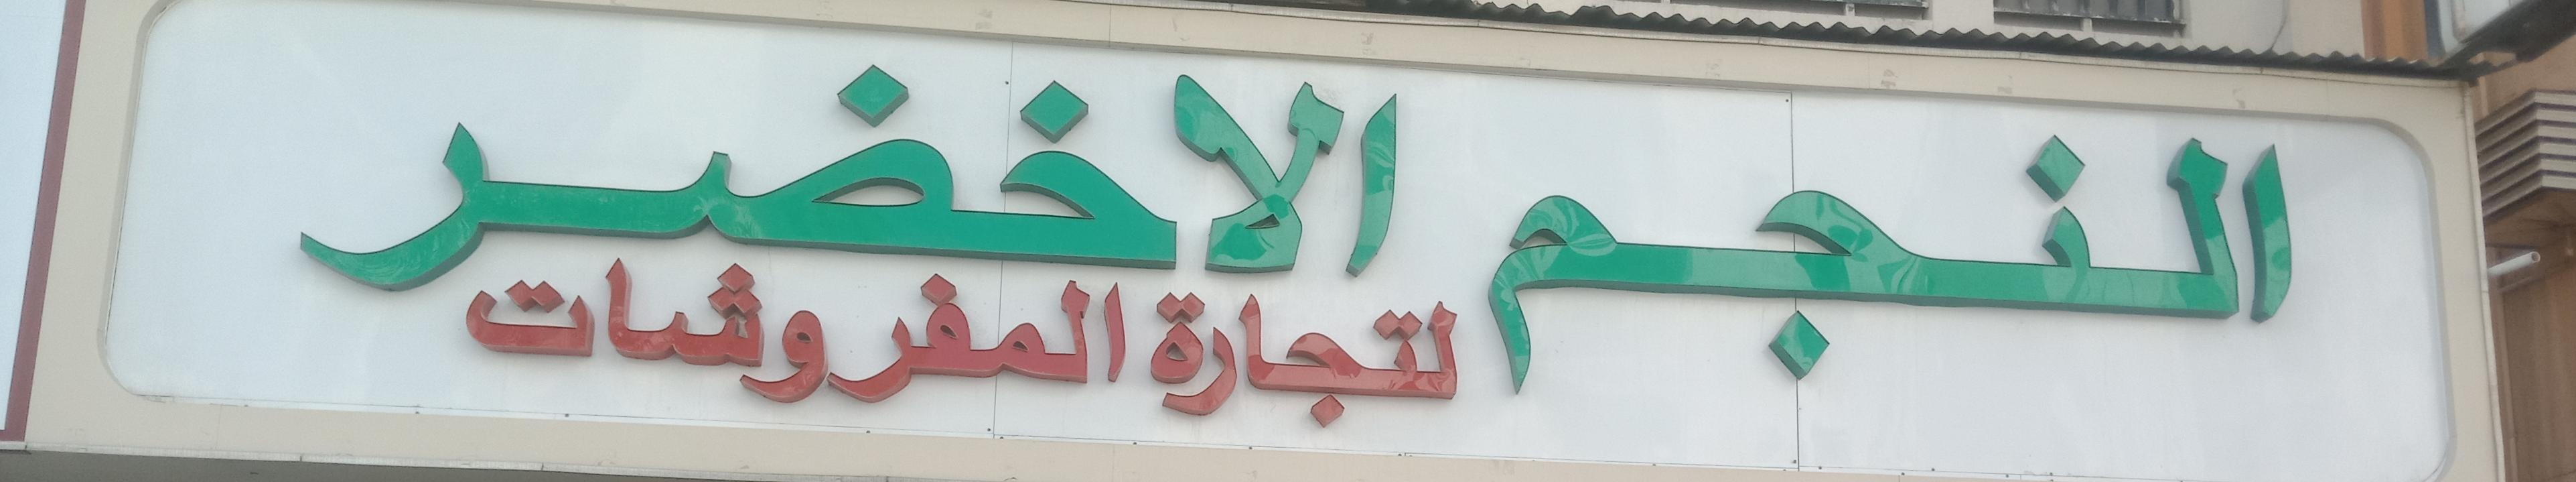 النجم الاخضر
لتجارة المفروشات